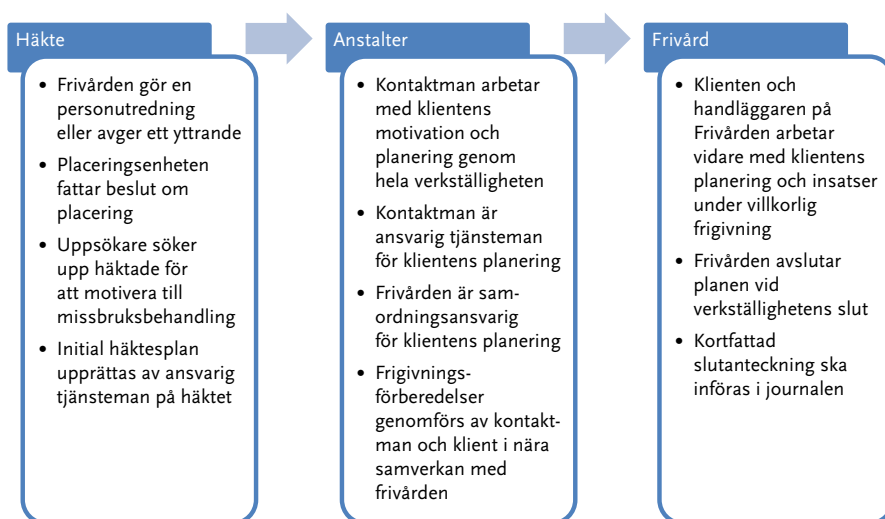 Häkte
• Frivården gör en
personutredning
eller avger ett yttrande
• Placeringsenheten
fattar beslut om
placering
• Uppsökare söker
upp häktade för
att motivera till
missbruksbehandling
• Initial häktesplan
upprättas av ansvarig
tjänsteman på häktet
Anstalter
• Kontaktman arbetar
med klientens
motivation och
planering genom
hela verkställigheten
• Kontaktman är
ansvarig tjänsteman
för klientens planering
• Frivården är sam-
ordningsansvarig
för klientens planering
• Frigivnings-
förberedelser
genomförs av kontakt-
man och klient i nära
samverkan med
frivården
Frivård
• Klienten och
handläggaren på
Frivården arbetar
vidare med klientens
planering och insatser
under villkorlig
frigivning
• Frivården avslutar
planen vid
verkställighetens slut
• Kortfattad
slutanteckning ska
införas i journalen